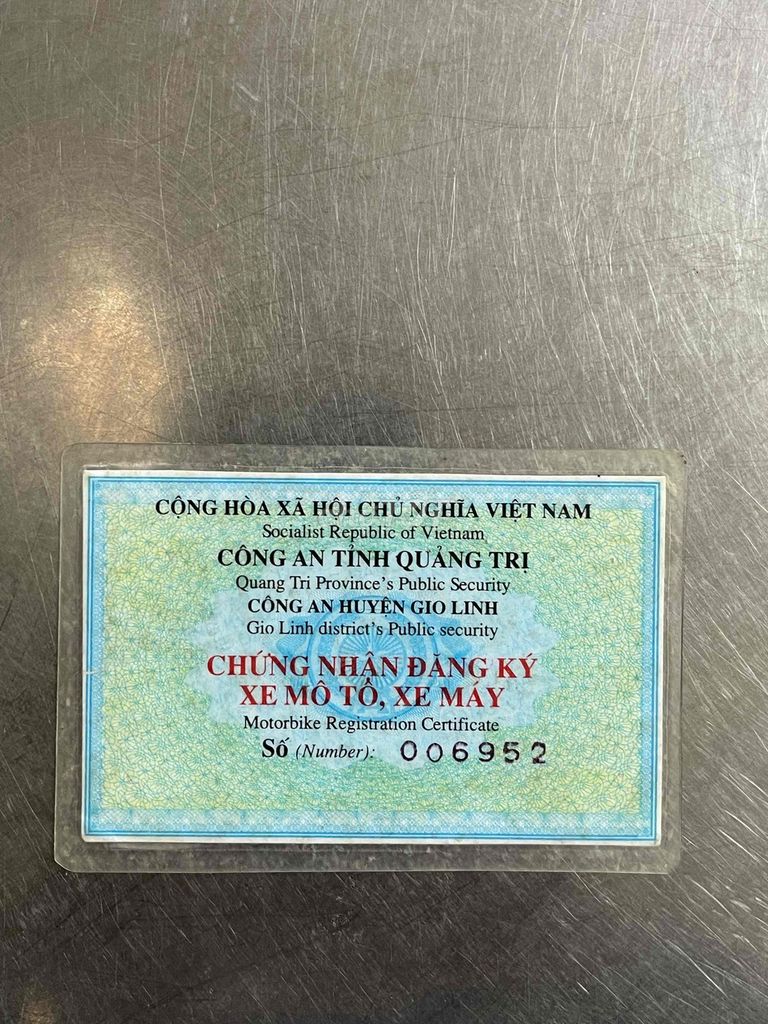 CỘNG HÒA XÃ HỘI CHỦ NGHĨA VIỆT NAM
Socialist Republic of Vietnam
CÔNG AN TỈNH QUẢNG TRỊ
Quang Tri Province's Public Security
CÔNG AN HUYỆN GIO LINH
Gio Linh district's Public security
CHỨNG NHẬN ĐĂNG KÝ
XE MÔ TÔ, XE MÁY
Motorbike Registration Certificate
Số (Number): 006952